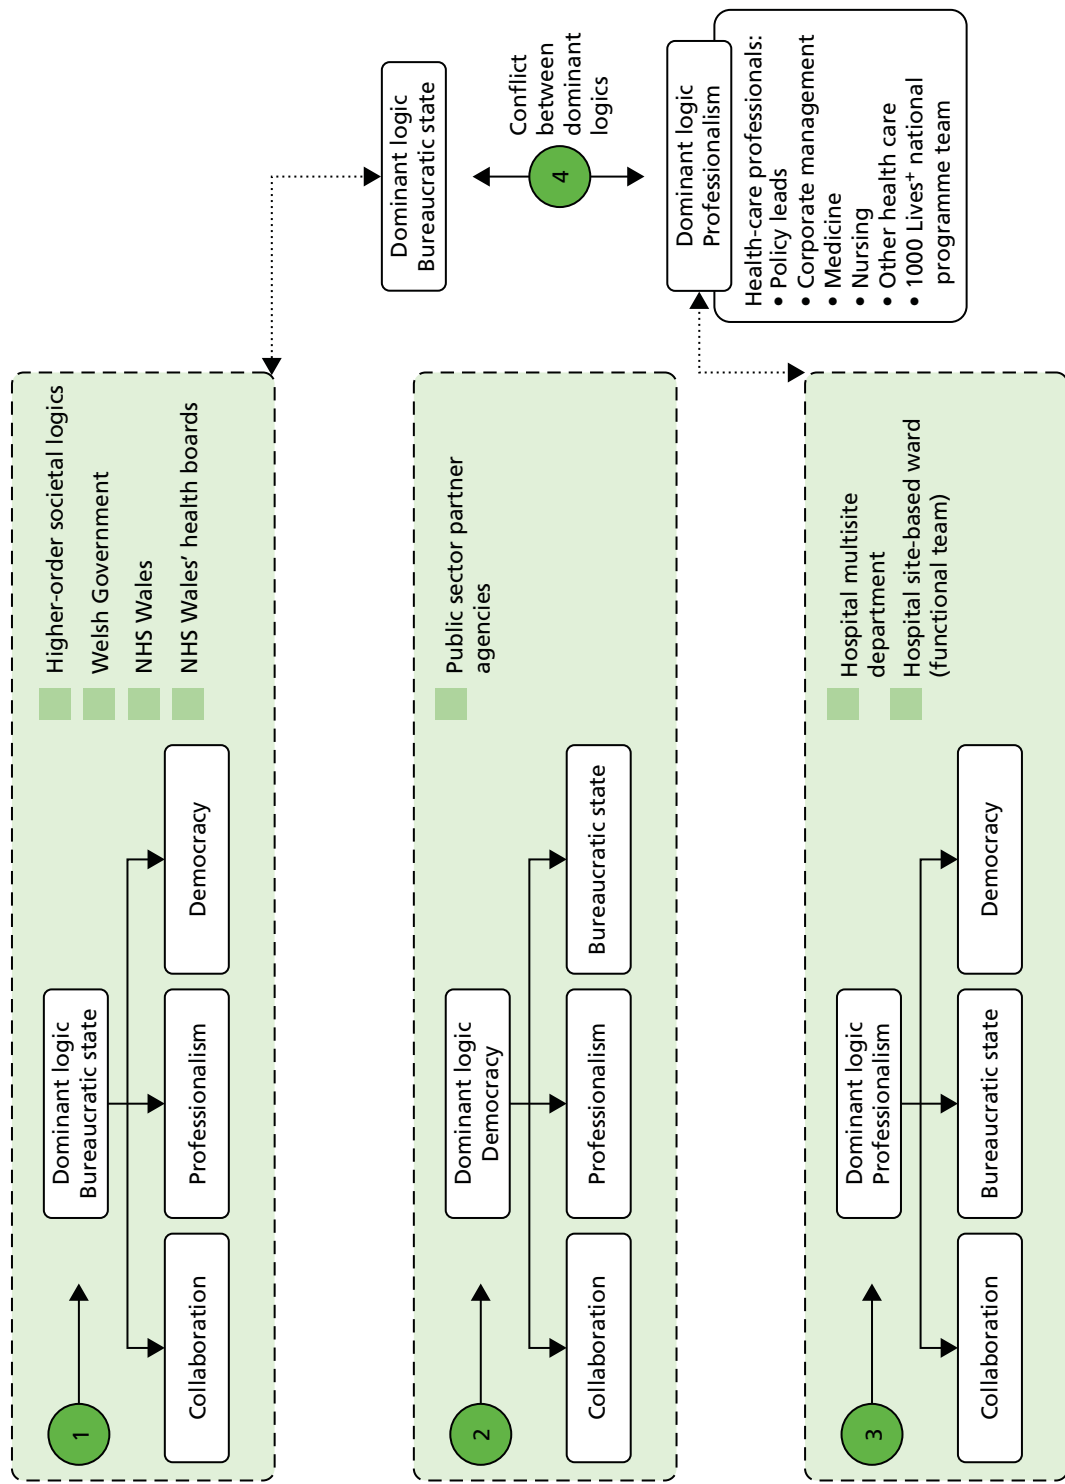 1
Dominant logic
Bureaucratic state
Collaboration
Professionalism
Democracy
Higher-order societal logics
Welsh Government
NHS Wales
NHS Wales' health boards
2
Dominant logic
Democracy
Collaboration
Professionalism
Bureaucratic state
Public sector partner
agencies
3
Dominant logic
Professionalism
Collaboration
Bureaucratic state
Democracy
Hospital multisite
department
Hospital site-based ward
(functional team)
Dominant logic
Bureaucratic state
4
Conflict
between
dominant
logics
Dominant logic
Professionalism
Health-care professionals:
• Policy leads
• Corporate management
• Medicine
• Nursing
• Other health care
• 1000 Lives⁺ national
programme team